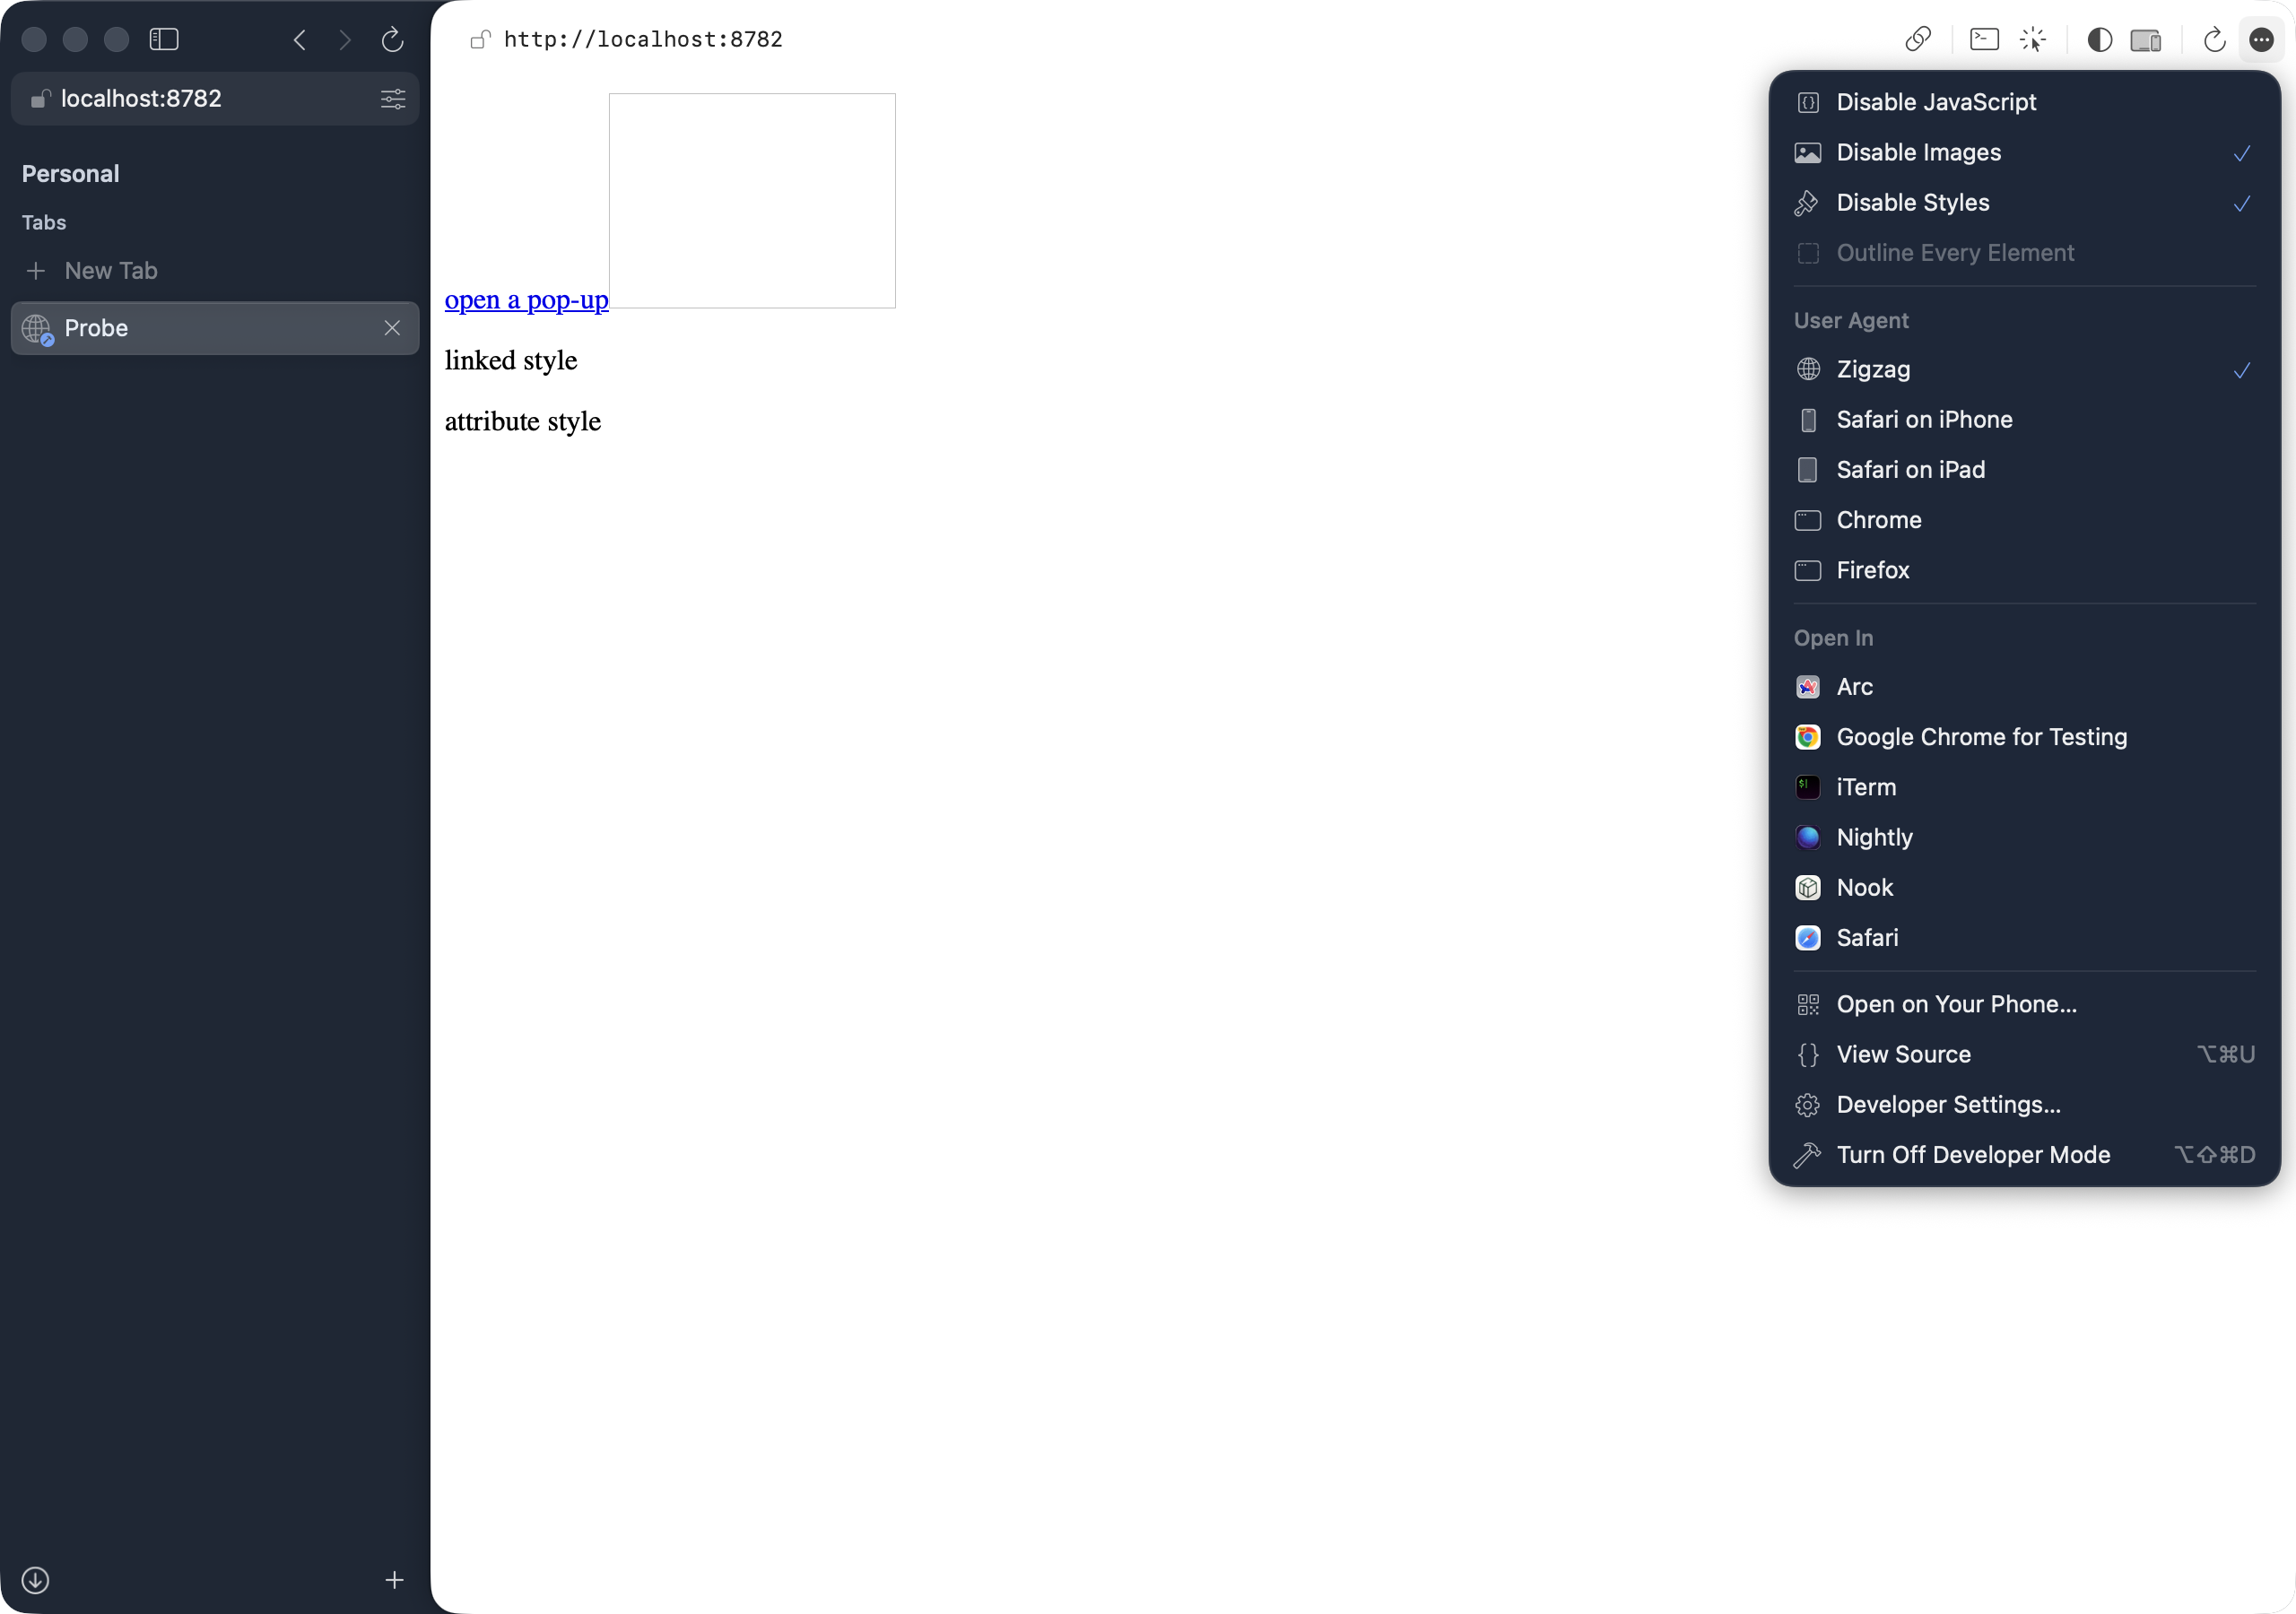 http://localhost:8782
localhost:8782
Personal
Tabs
New Tab
Probe
open a pop-up
linked style
attribute style
Disable JavaScript
Disable Images
Disable Styles
Outline Every Element
User Agent
Zigzag
Safari on iPhone
Safari on iPad
Chrome
Firefox
Open In
Arc
Google Chrome for Testing
iTerm
Nightly
Nook
Safari
Open on Your Phone...
View Source ⌥⌘U
Developer Settings...
Turn Off Developer Mode ⌥⇧⌘D